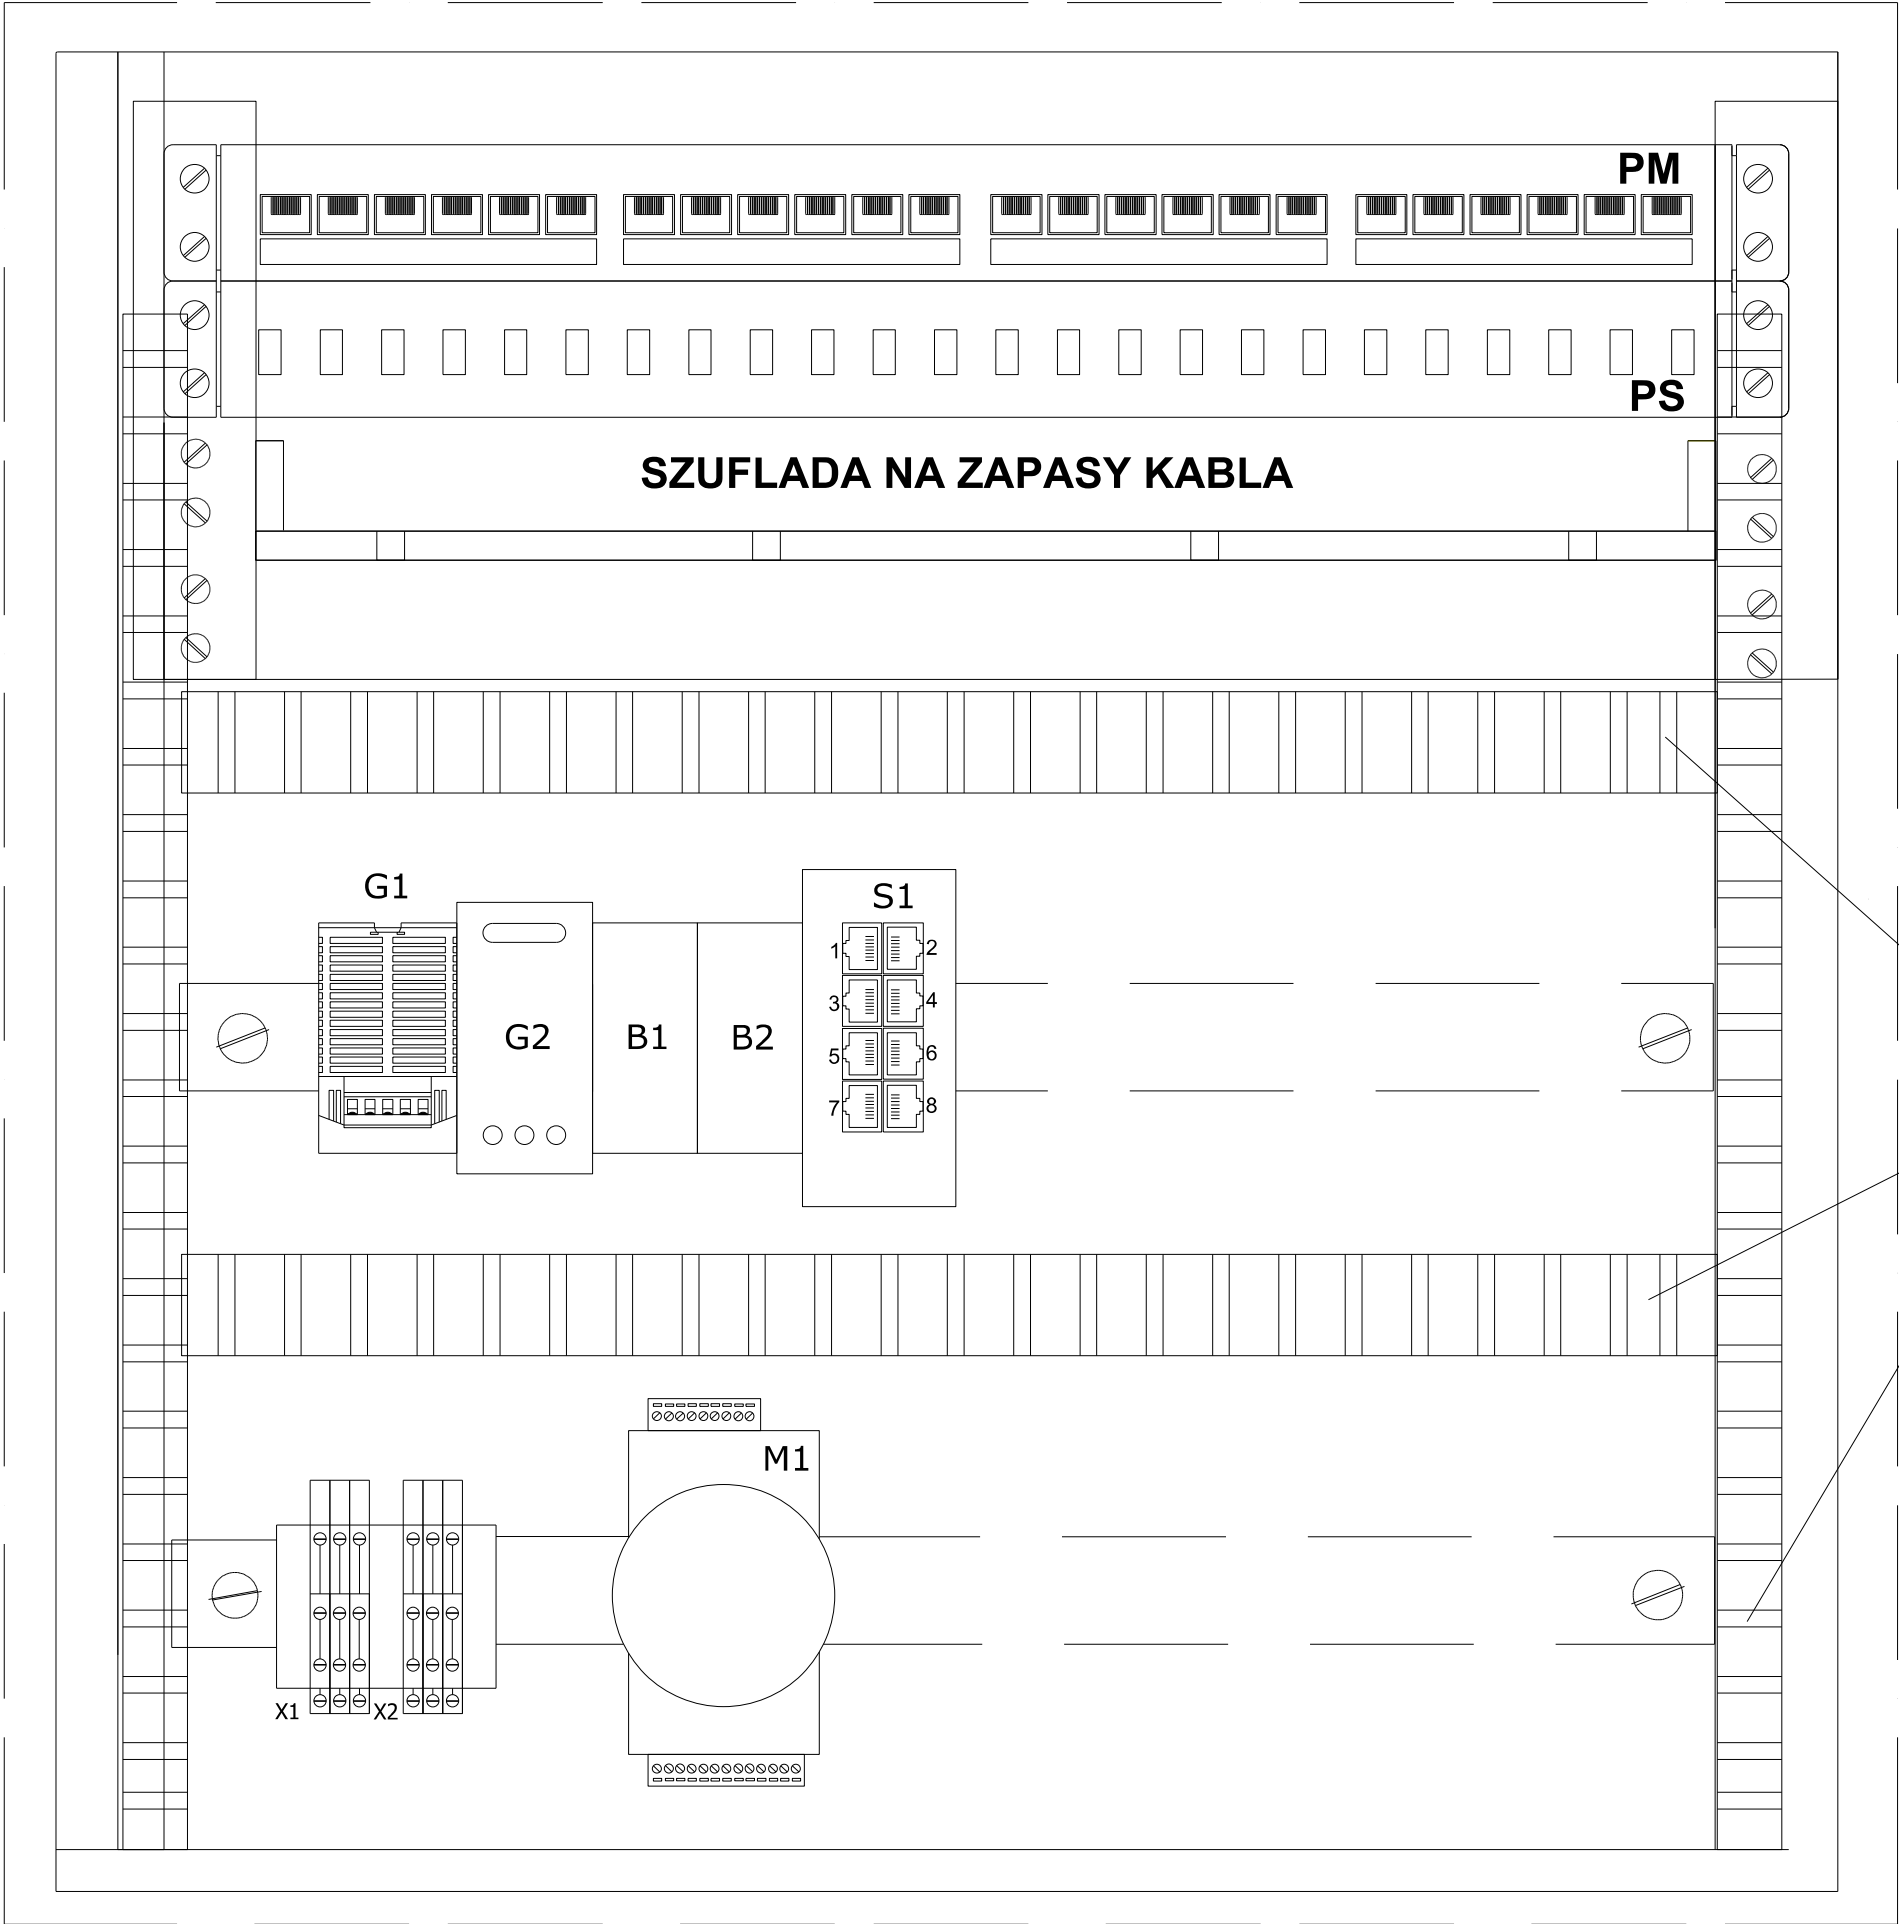 PM
PS
SZUFLADA NA ZAPASY KABLA
G1
S1
1 2
3 4
G2 B1 B2
5 6
7 8
M1
X1 X2